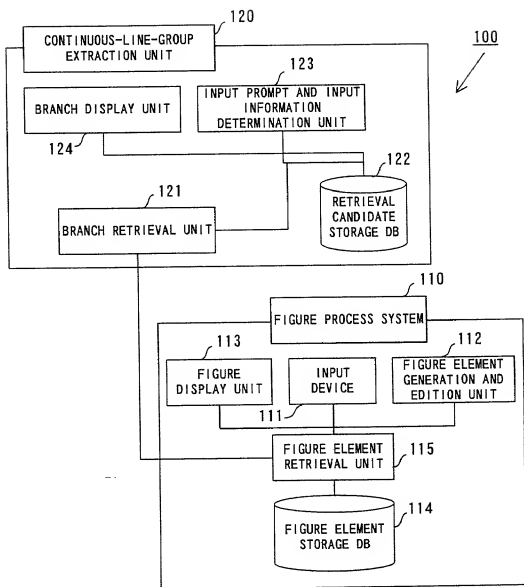 120
CONTINUOUS-LINE-GROUP
EXTRACTION UNIT
100
123
BRANCH DISPLAY UNIT
INPUT PROMPT AND INPUT
INFORMATION
DETERMINATION UNIT
124
122
121
RETRIEVAL
CANDIDATE
STORAGE DB
BRANCH RETRIEVAL UNIT
110
FIGURE PROCESS SYSTEM
113
112
FIGURE
DISPLAY UNIT
INPUT
DEVICE
FIGURE ELEMENT
GENERATION AND
EDITION UNIT
111
FIGURE ELEMENT
RETRIEVAL UNIT
115
114
FIGURE ELEMENT
STORAGE DB